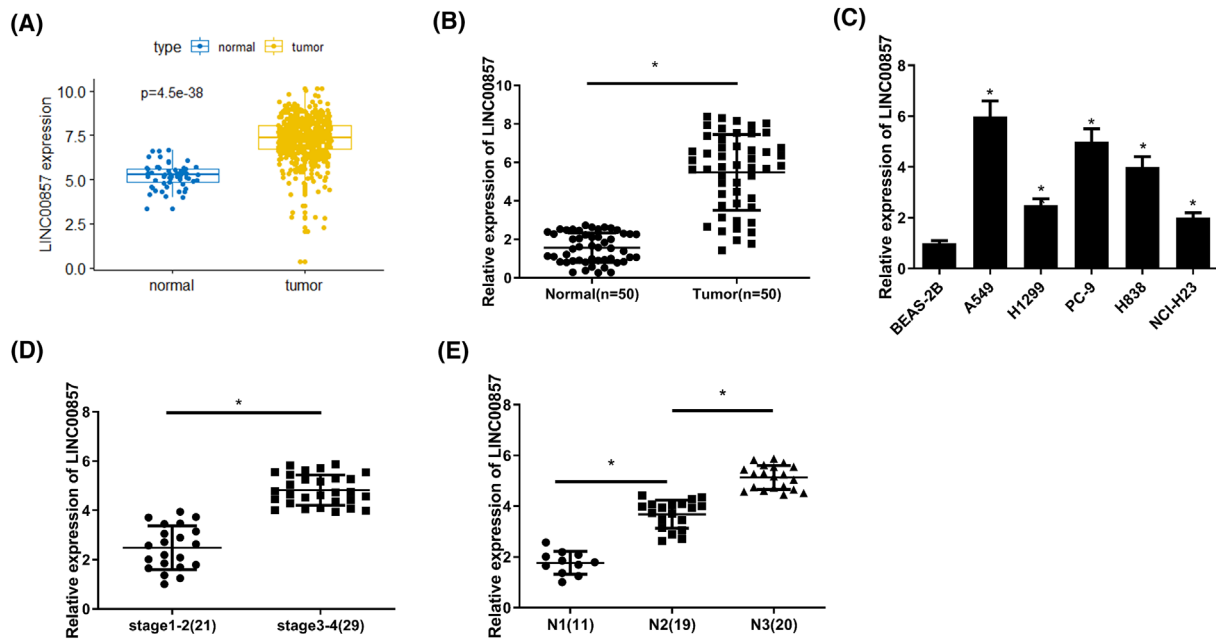 (A)
type normal tumor
LINC00857 expression
10.0
7.5
5.0
2.5
0.0
p=4.5e-38
normal tumor
(B)
Relative expression of LINC00857
10
8
6
4
2
0
*
Normal(n=50) Tumor(n=50)
(C)
Relative expression of LINC00857
8
6
4
2
0
* * * * *
BEAS-2B A549 H1299 PC-9 H838 NCI-H23
(D)
Relative expression of LINC00857
8
6
4
2
0
*
stage1-2(21) stage3-4(29)
(E)
Relative expression of LINC00857
8
6
4
2
0
* *
N1(11) N2(19) N3(20)